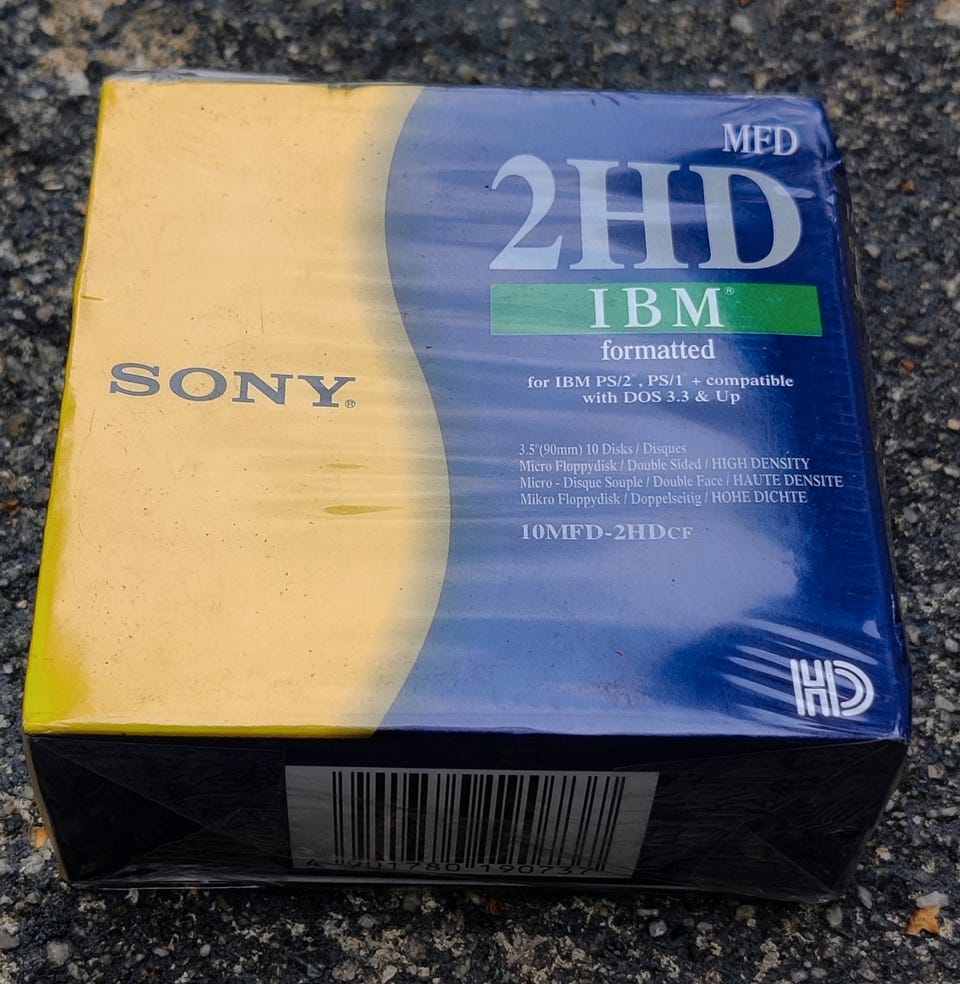 SONY®
MFD
2HD
IBM®
formatted
for IBM PS/2 , PS/1 + compatible
with DOS 3.3 & Up
3.5"(90mm) 10 Disks / Disques
Micro Floppydisk / Double Sided / HIGH DENSITY
Micro - Disque Souple / Double Face / HAUTE DENSITE
Mikro Floppydisk / Doppelseitig / HOHE DICHTE
10MFD-2HDCF
HD
4 901780 190737